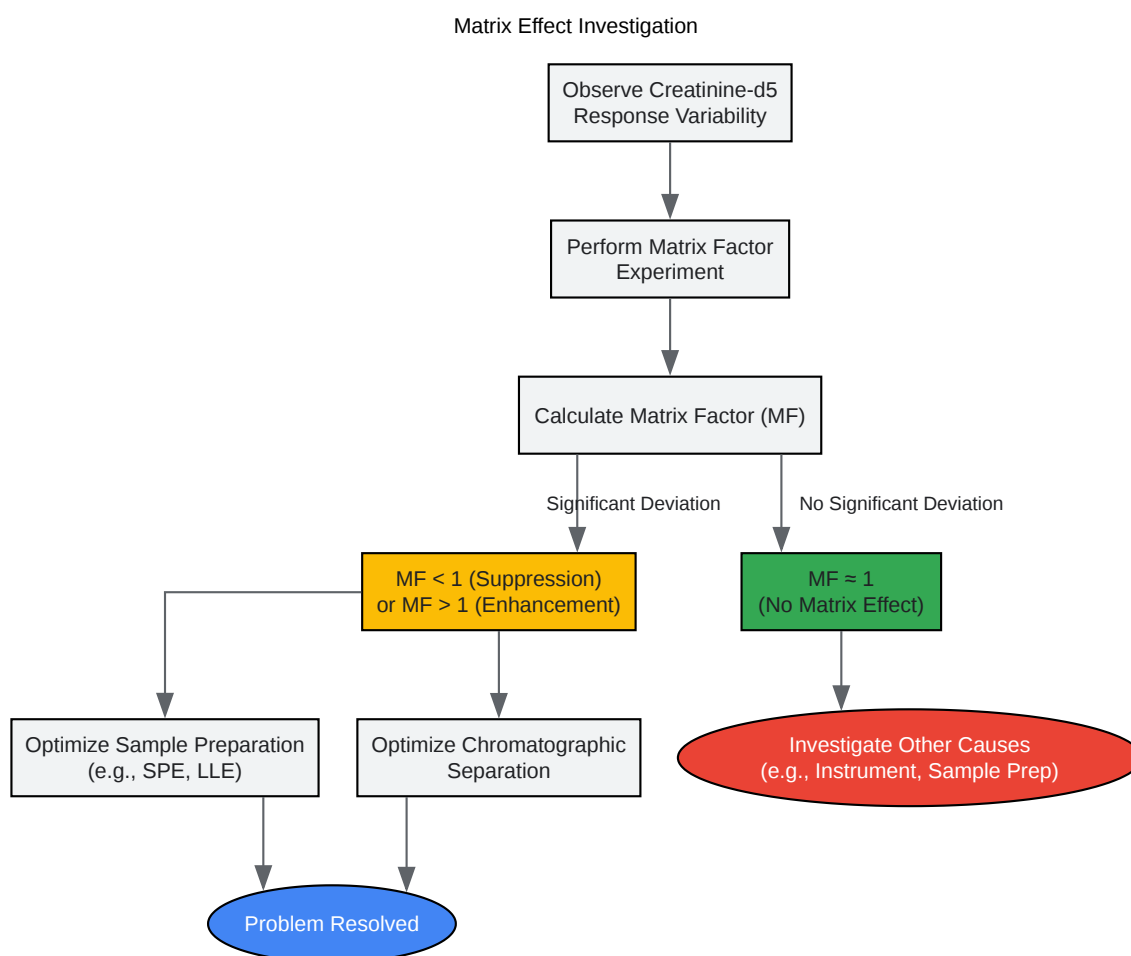 Matrix Effect Investigation
Observe Creatinine-d5
Response Variability
Perform Matrix Factor
Experiment
Calculate Matrix Factor (MF)
Significant Deviation
No Significant Deviation
MF < 1 (Suppression)
or MF > 1 (Enhancement)
MF ≈ 1
(No Matrix Effect)
Optimize Sample Preparation
(e.g., SPE, LLE)
Optimize Chromatographic
Separation
Investigate Other Causes
(e.g., Instrument, Sample Prep)
Problem Resolved